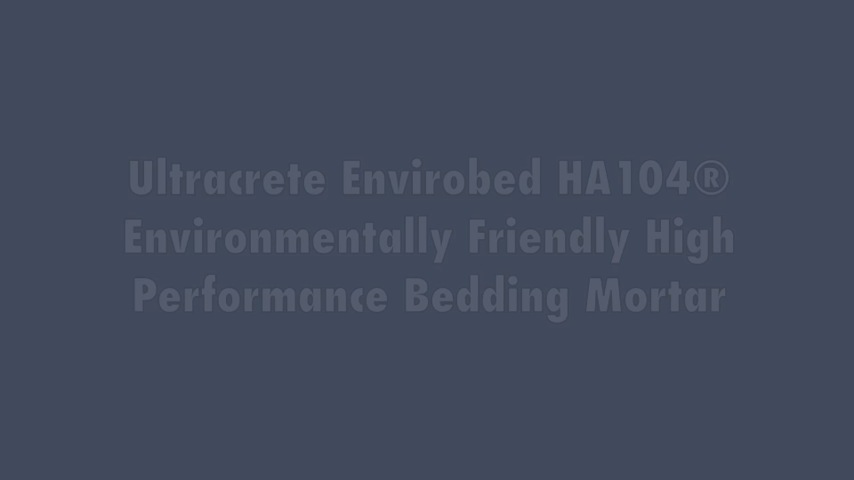 Ultracrete Envirobed HA104®
Environmentally Friendly High
Performance Bedding Mortar